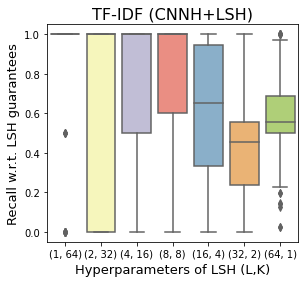 TF-IDF (CNNH+LSH)
Recall w.r.t. LSH guarantees
1.0
0.8
0.6
0.4
0.2
0.0
(1, 64) (2, 32) (4, 16) (8, 8) (16, 4) (32, 2) (64, 1)
Hyperparameters of LSH (L,K)